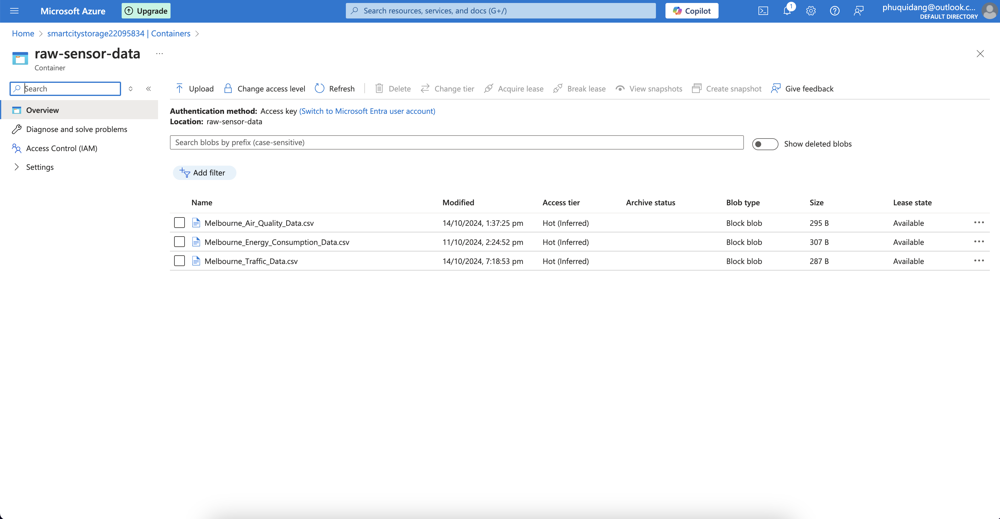 Microsoft Azure
Upgrade
Search resources, services, and docs (G+/)
Copilot
1
phuquidang@outlook.c...
DEFAULT DIRECTORY
Home > smartcitystorage22095834 | Containers >
raw-sensor-data ...
Container
Search
Upload
Change access level
Refresh
Delete
Change tier
Acquire lease
Break lease
View snapshots
Create snapshot
Give feedback
Overview
Diagnose and solve problems
Access Control (IAM)
Settings
Authentication method: Access key (Switch to Microsoft Entra user account)
Location: raw-sensor-data
Search blobs by prefix (case-sensitive)
Show deleted blobs
Add filter
Name Modified Access tier Archive status Blob type Size Lease state
Melbourne_Air_Quality_Data.csv 14/10/2024, 1:37:25 pm Hot (Inferred) Block blob 295 B Available
Melbourne_Energy_Consumption_Data.csv 11/10/2024, 2:24:52 pm Hot (Inferred) Block blob 307 B Available
Melbourne_Traffic_Data.csv 14/10/2024, 7:18:53 pm Hot (Inferred) Block blob 287 B Available